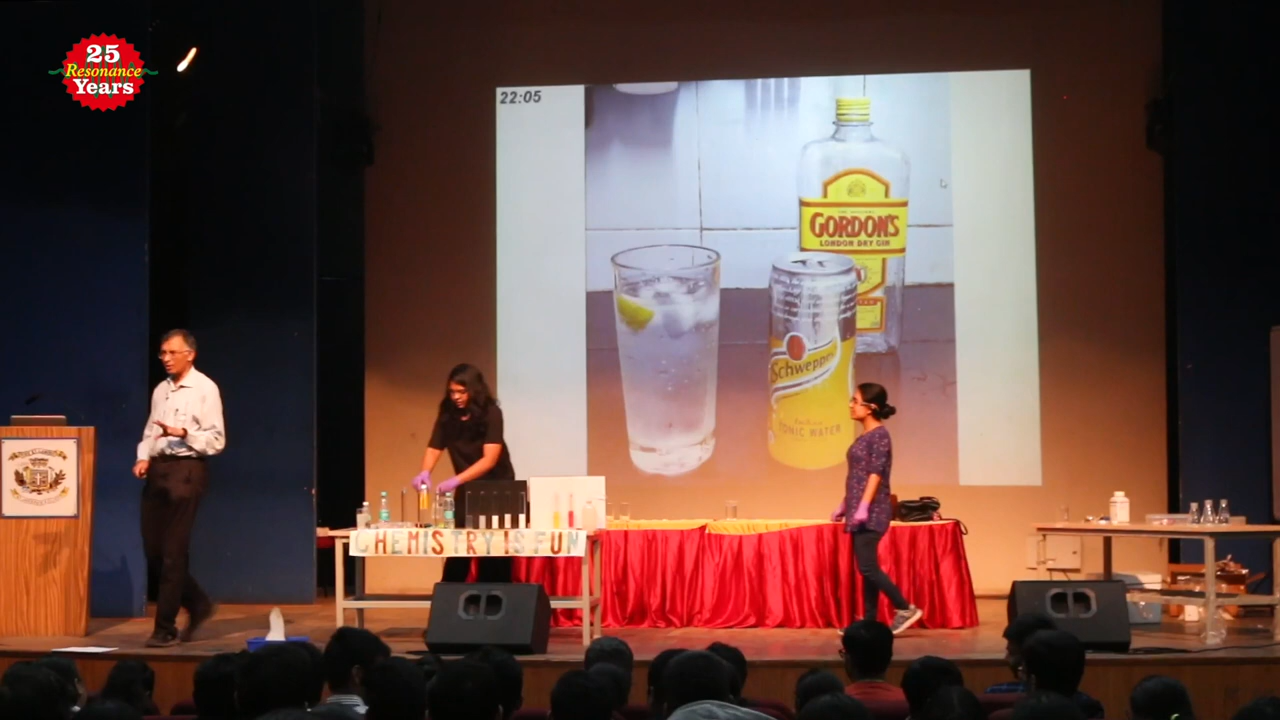 25
Resonance
Years
22:05
GORDON'S
LONDON DRY GIN
Schweppes
TONIC WATER
CHEMISTRY IS FUN